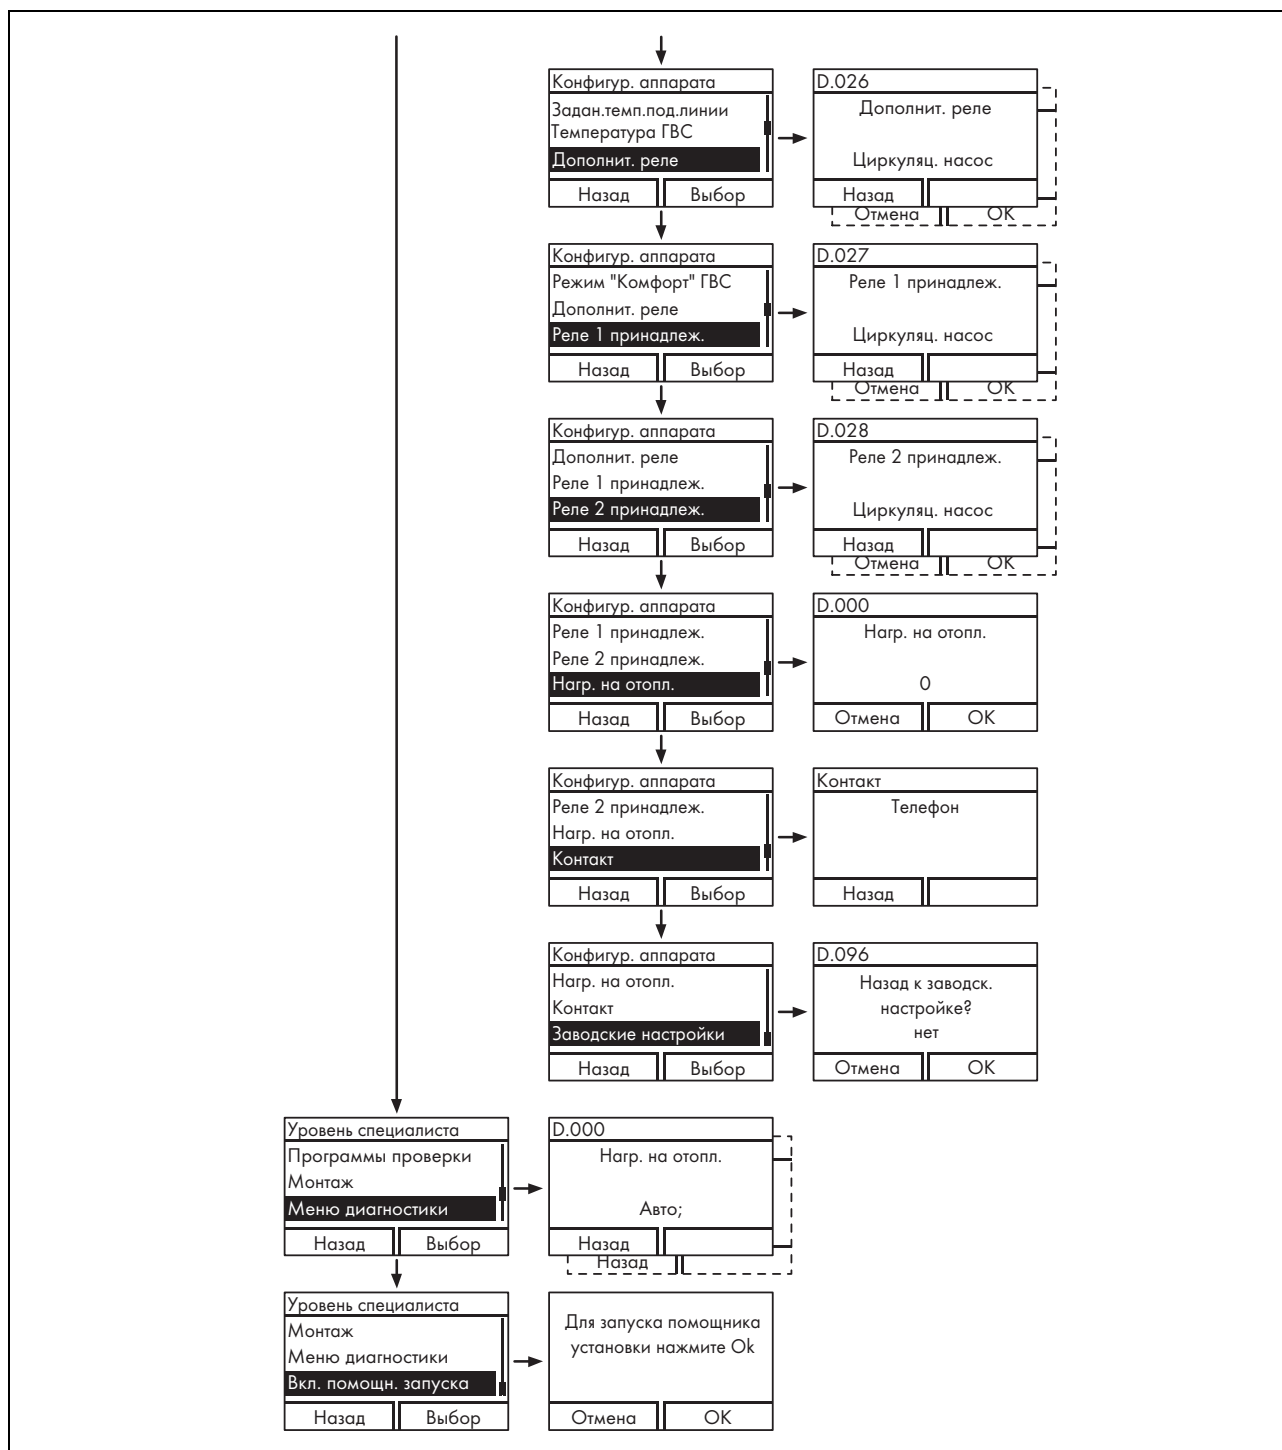 Конфигур. аппарата
Задан.темп.под.линии
Температура ГВС
Дополнит. реле
Назад Выбор
D.026
Дополнит. реле
Циркуляц. насос
Назад
Отмена OK
Конфигур. аппарата
Режим "Комфорт" ГВС
Дополнит. реле
Реле 1 принадлеж.
Назад Выбор
D.027
Реле 1 принадлеж.
Циркуляц. насос
Назад
Отмена OK
Конфигур. аппарата
Дополнит. реле
Реле 1 принадлеж.
Реле 2 принадлеж.
Назад Выбор
D.028
Реле 2 принадлеж.
Циркуляц. насос
Назад
Отмена OK
Конфигур. аппарата
Реле 1 принадлеж.
Реле 2 принадлеж.
Нагр. на отопл.
Назад Выбор
D.000
Нагр. на отопл.
0
Отмена OK
Конфигур. аппарата
Реле 2 принадлеж.
Нагр. на отопл.
Контакт
Назад Выбор
Контакт
Телефон
Назад
Конфигур. аппарата
Нагр. на отопл.
Контакт
Заводские настройки
Назад Выбор
D.096
Назад к заводск.
настройке?
нет
Отмена OK
Уровень специалиста
Программы проверки
Монтаж
Меню диагностики
Назад Выбор
D.000
Нагр. на отопл.
Авто;
Назад
Назад
Уровень специалиста
Монтаж
Меню диагностики
Вкл. помощн. запуска
Назад Выбор
Для запуска помощника
установки нажмите Ok
Отмена OK